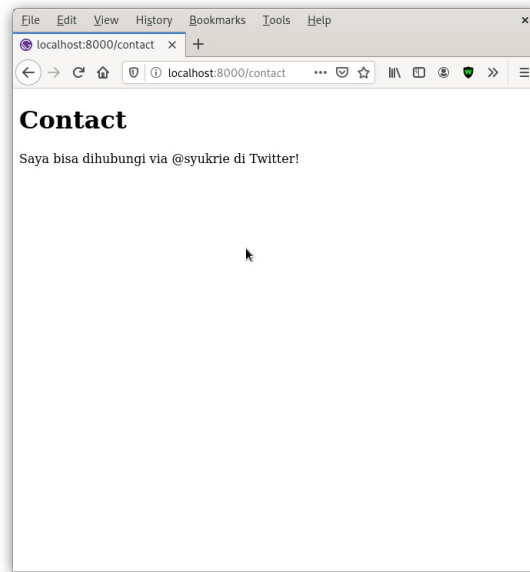 File Edit View History Bookmarks Tools Help
localhost:8000/contact
localhost:8000/contact
Contact
Saya bisa dihubungi via @syukrie di Twitter!